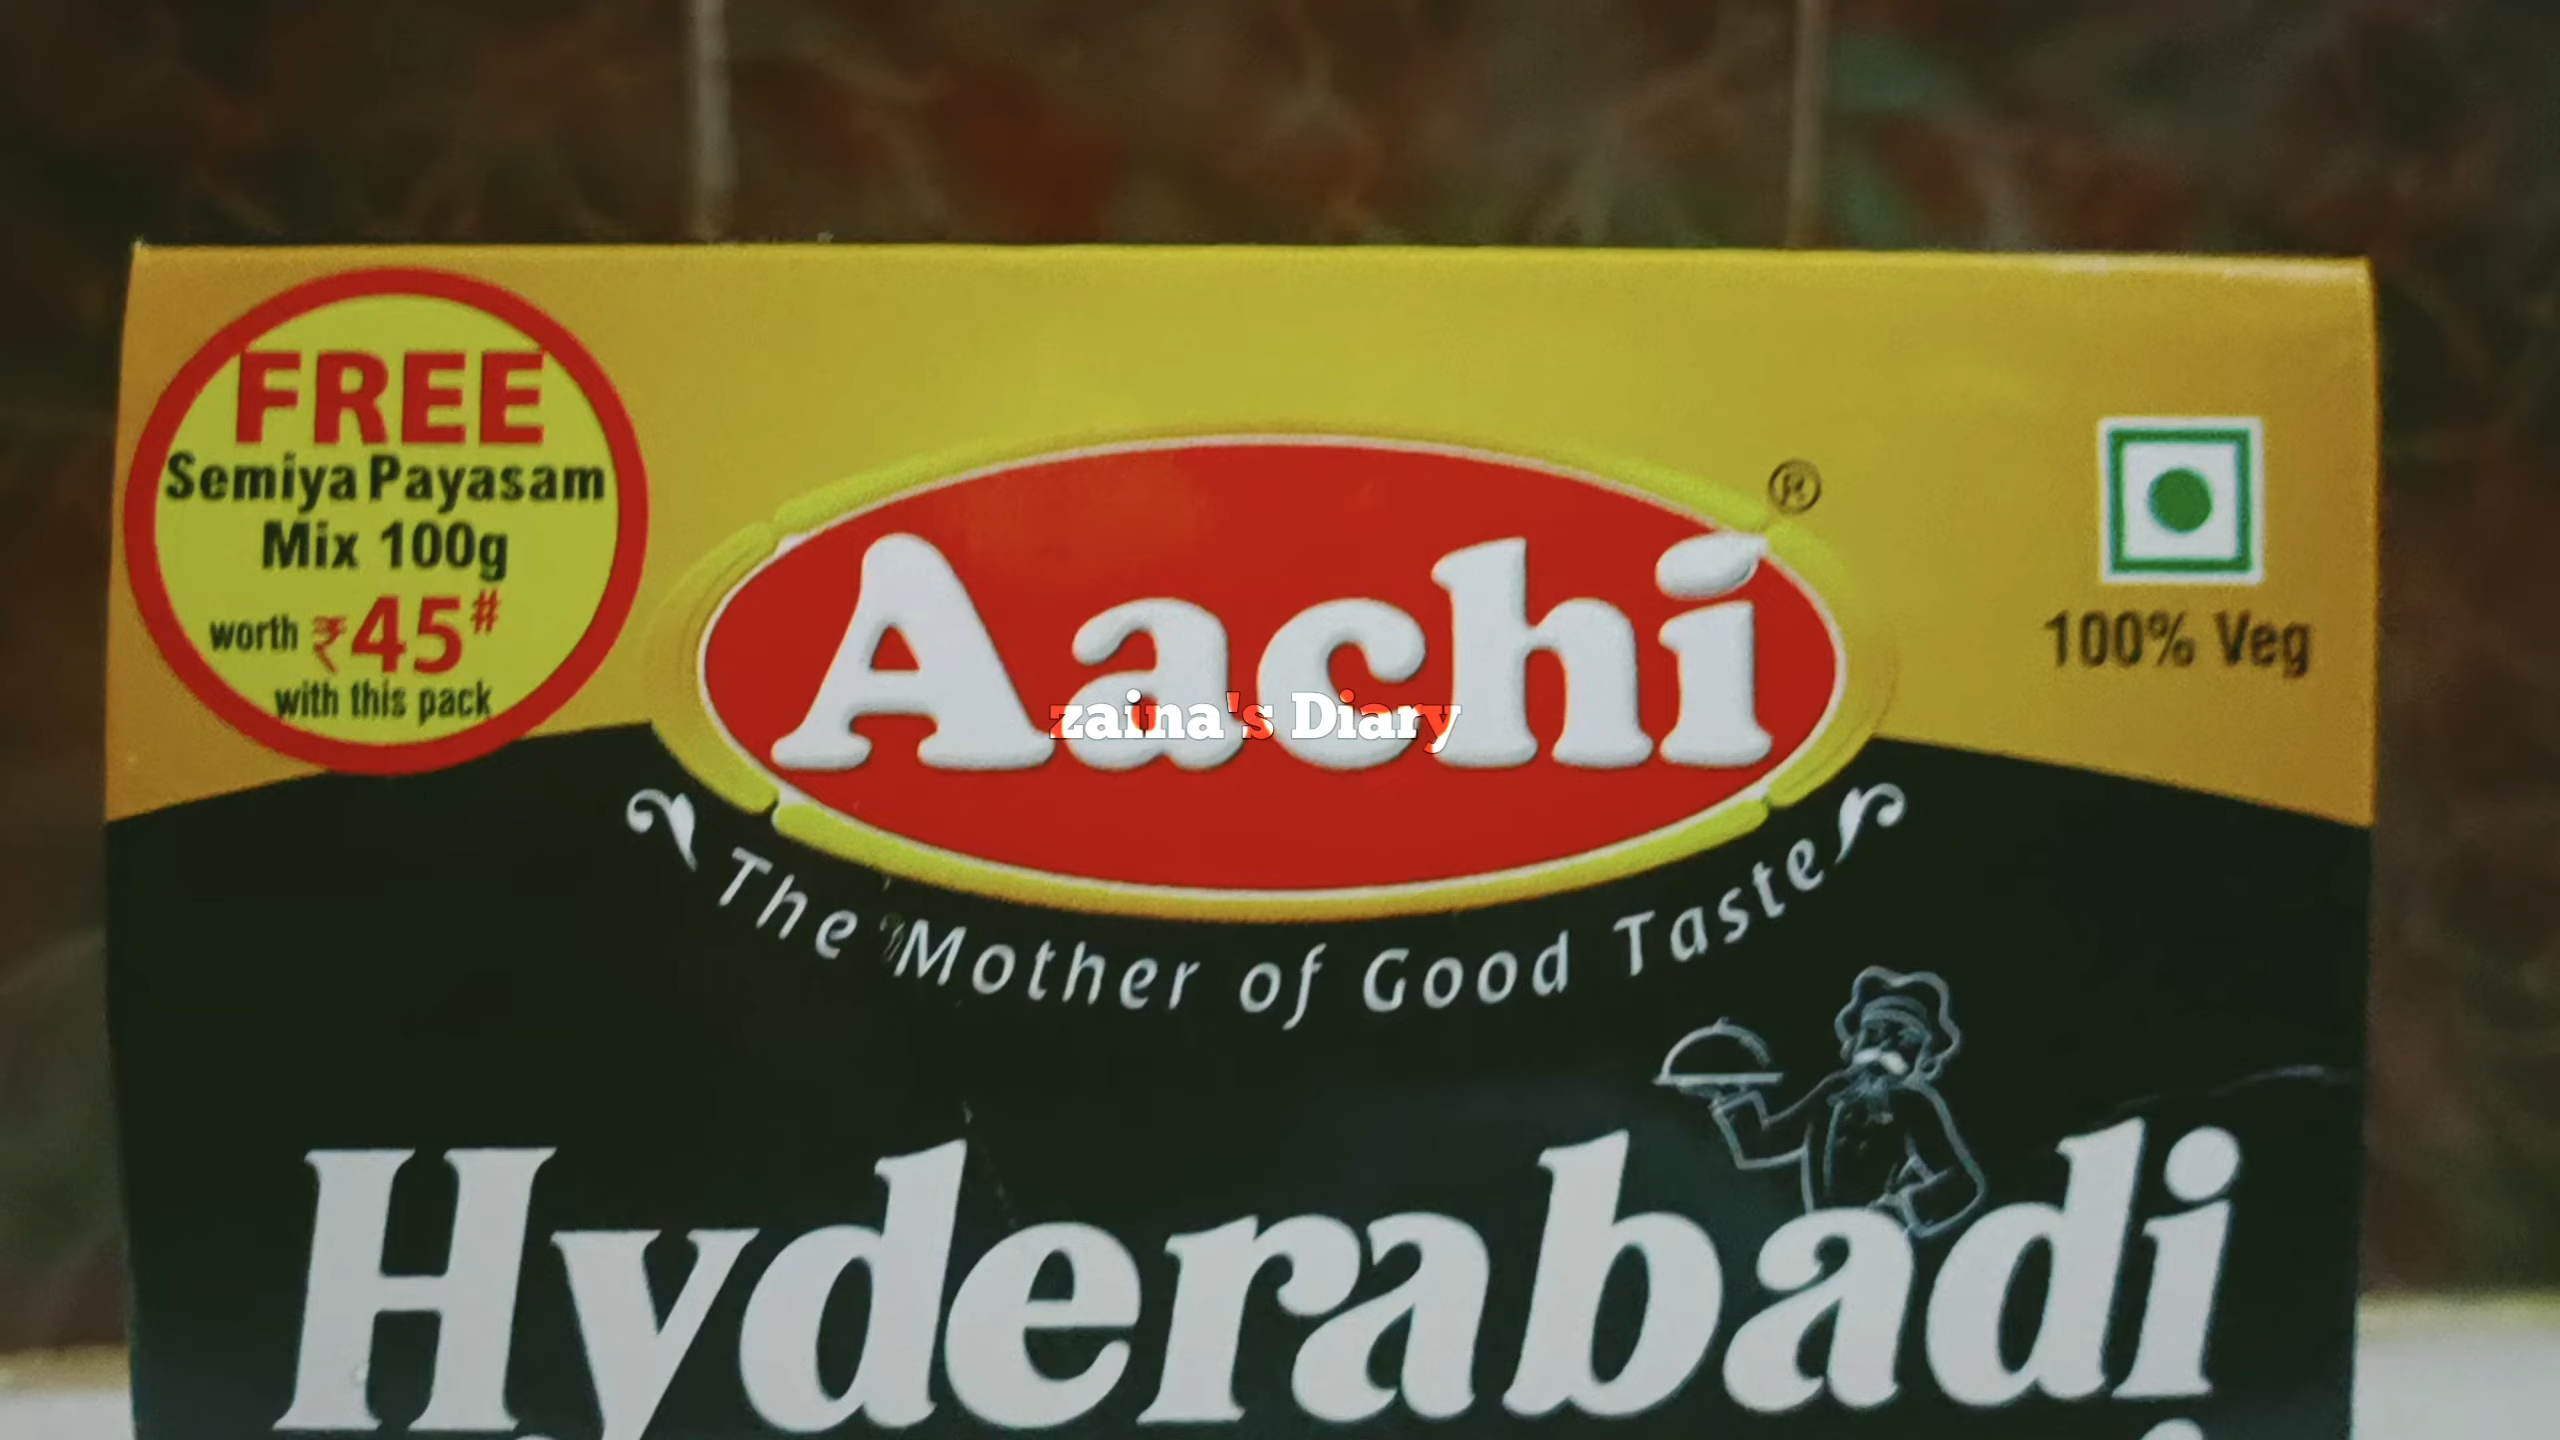 FREE
Semiya Payasam
Mix 100g
worth ₹45#
with this pack
Aachi®
zaina's Diary
100% Veg
The Mother of Good Taste
Hyderabadi